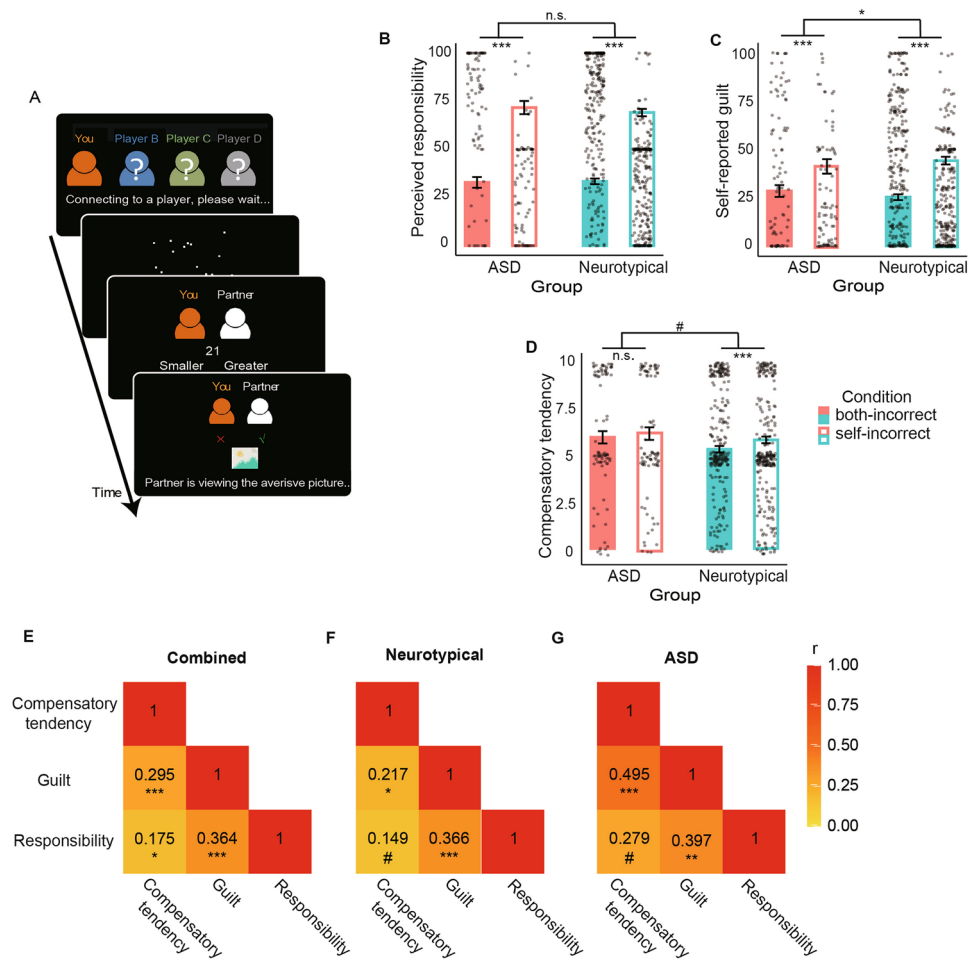 A
You Player B Player C Player D
? ? ?
Connecting to a player, please wait...
You Partner
21
Smaller Greater
You Partner
× √
Partner is viewing the averisve picture...
Time
B
n.s.
*** ***
Perceived responsibility
100
75
50
25
0
ASD Neurotypical
Group
C
*
*** ***
Self-reported guilt
100
75
50
25
0
ASD Neurotypical
Group
D
#
n.s. ***
Compensatory tendency
10
7.5
5
2.5
0
ASD Neurotypical
Group
Condition
both-incorrect
self-incorrect
E
Combined
Compensatory
tendency
1
Guilt
0.295 1
***
Responsibility
0.175 0.364 1
* ***
Compensatory
tendency
Guilt
Responsibility
F
Neurotypical
1
0.217 1
*
0.149 0.366 1
# ***
Compensatory
tendency
Guilt
Responsibility
G
ASD
1
0.495 1
***
0.279 0.397 1
# **
Compensatory
tendency
Guilt
Responsibility
r
1.00
0.75
0.50
0.25
0.00